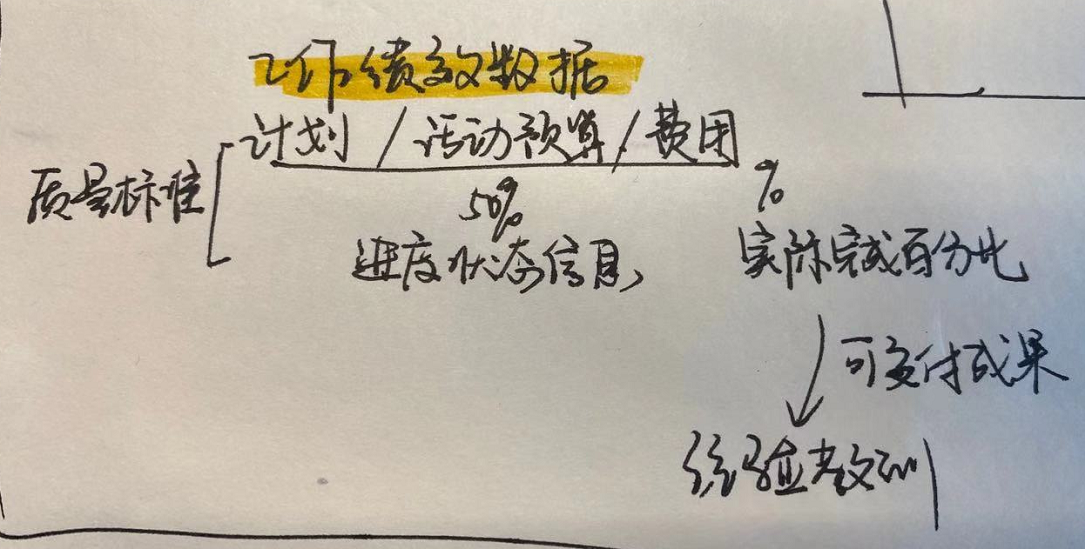 工作绩效数据
计划 / 活动预算 / 费用
质量标准
50% %
进度状态信息, 实际完成百分比
可交付成果
经验教训